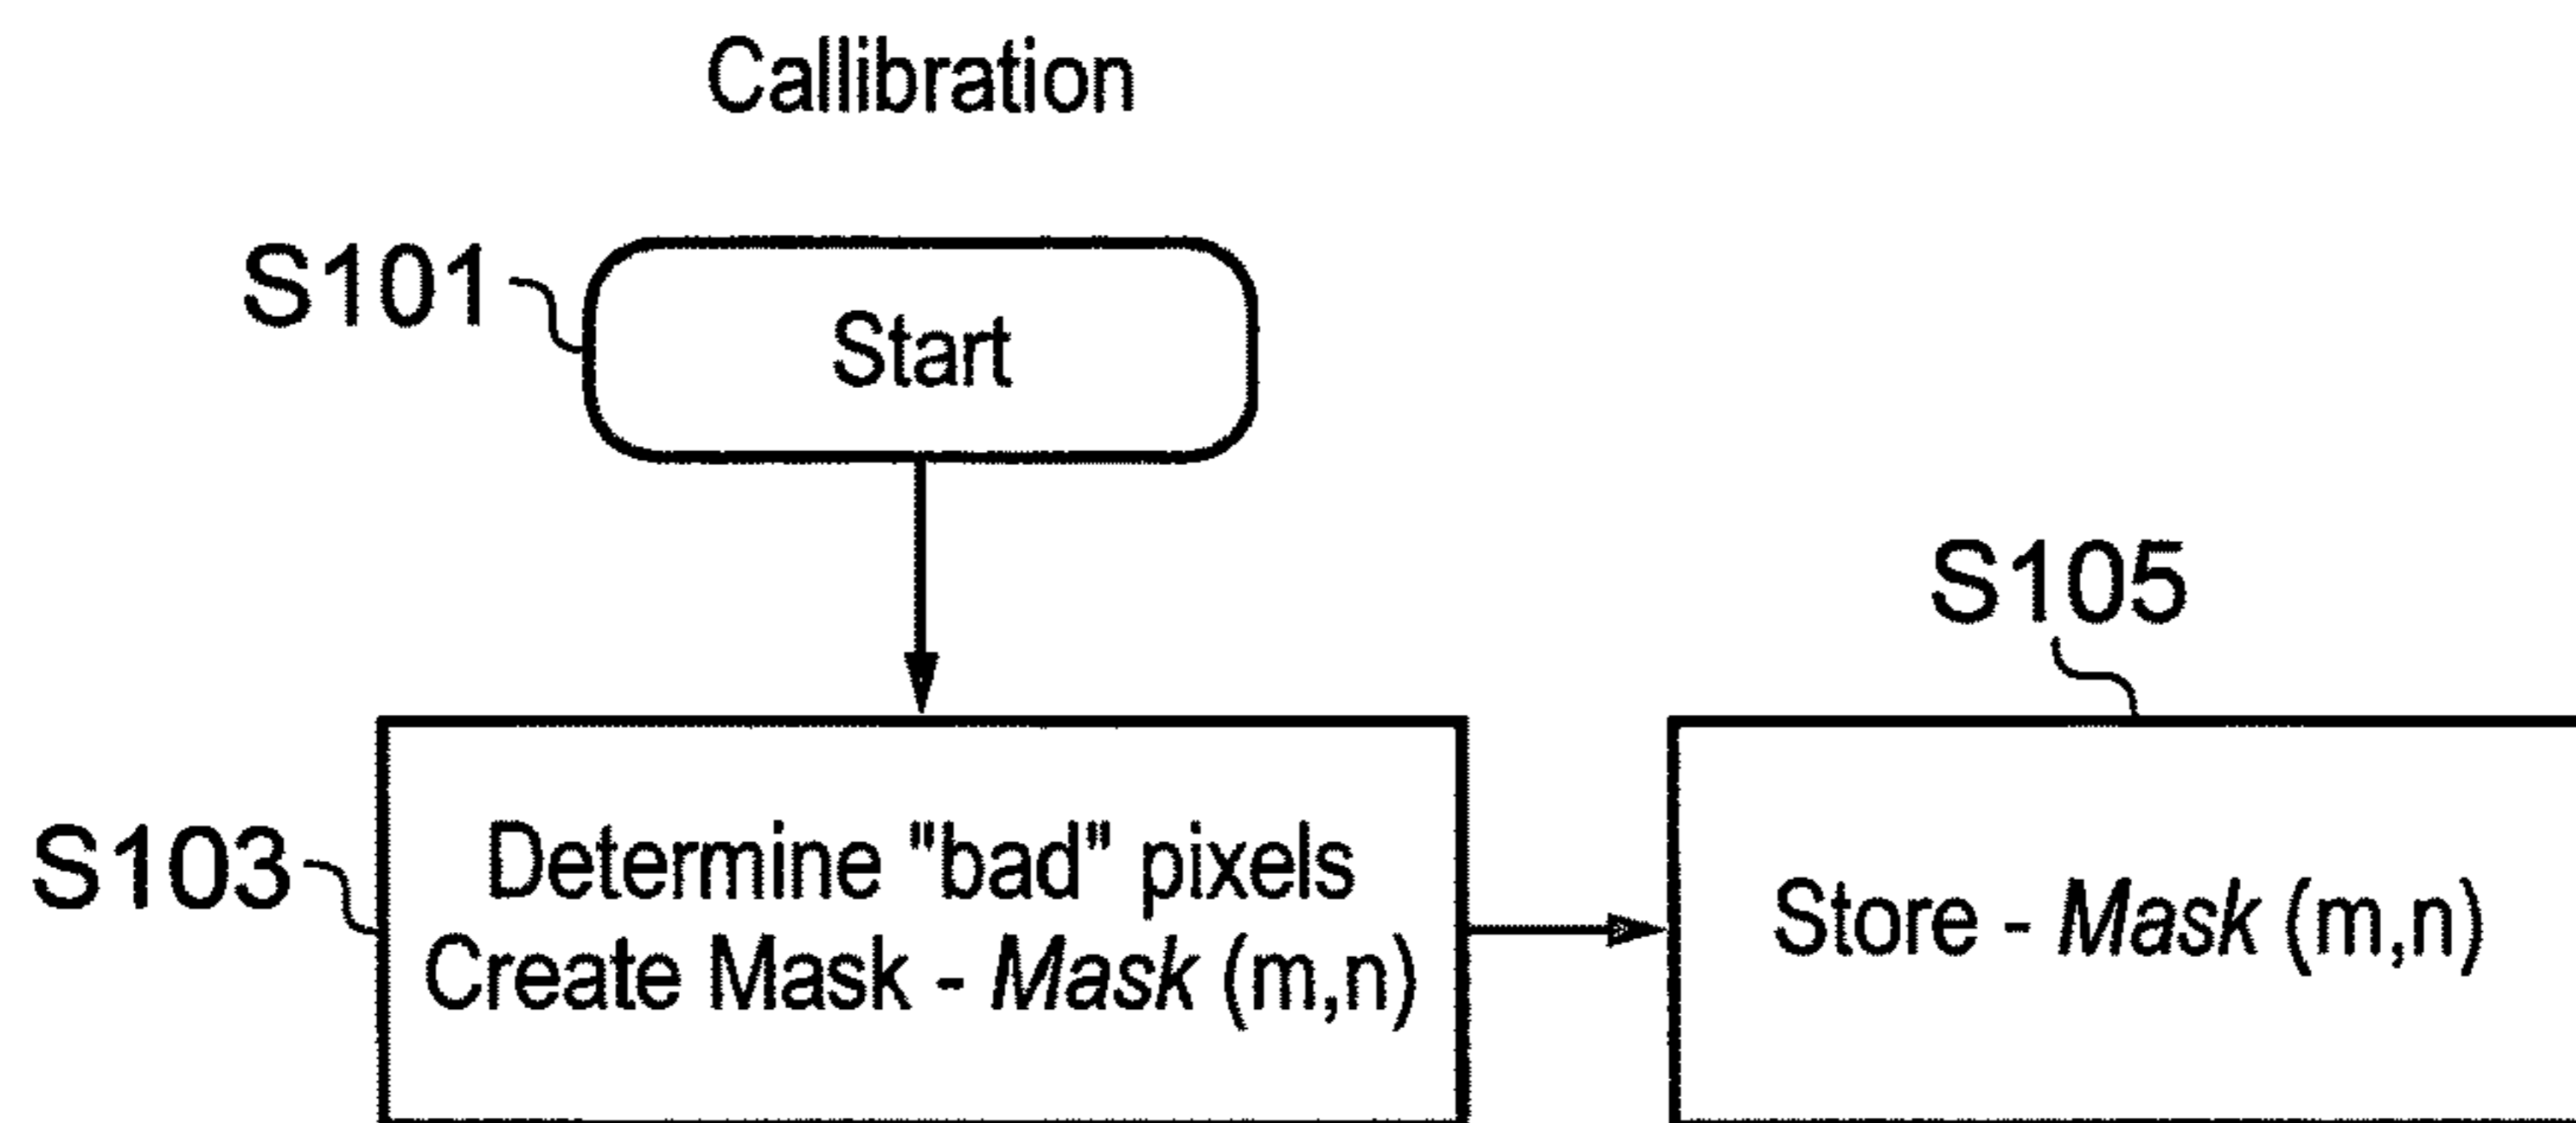 Callibration
S101
Start
S105
S103
Determine "bad" pixels
Create Mask - Mask (m,n)
Store - Mask (m,n)